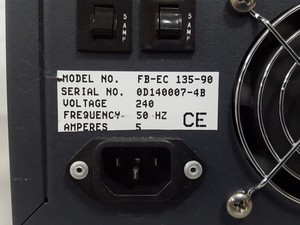 5 AMP
5 AMP
MODEL NO. FB-EC 135-90
SERIAL NO. 0D140007-4B
VOLTAGE 240
FREQUENCY 50 HZ
AMPERES 5
CE